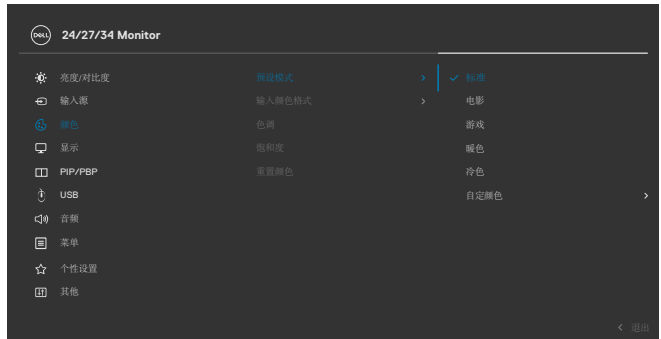 DELL
24/27/34 Monitor
亮度/对比度 预设模式 标准
输入源 输入颜色格式 电影
颜色 色调 游戏
显示 饱和度 暖色
PIP/PBP 重置颜色 冷色
USB 自定颜色
音频
菜单
个性设置
其他
退出